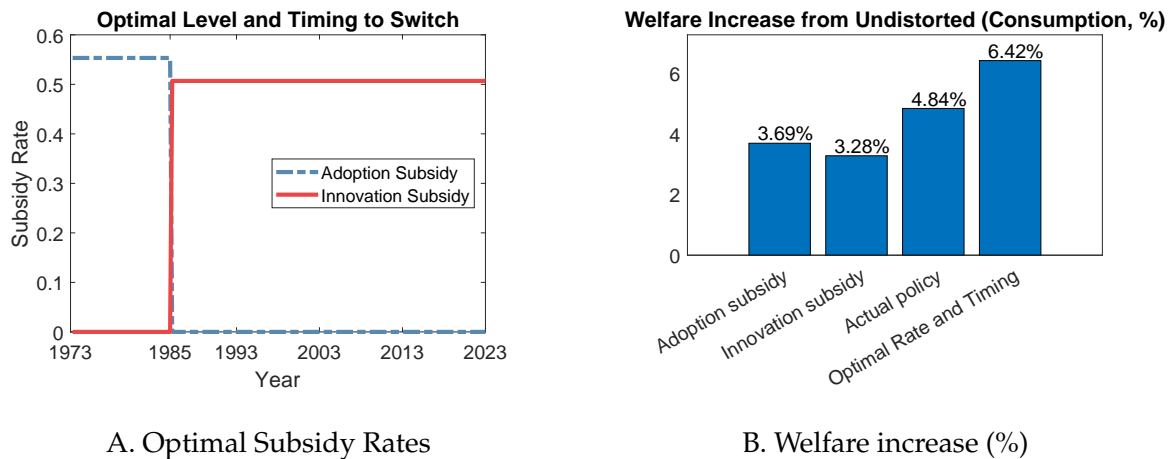 Optimal Level and Timing to Switch
Subsidy Rate
0.6
0.5
0.4
0.3
0.2
0.1
0
Adoption Subsidy
Innovation Subsidy
1973 1985 1993 2003 2013 2023
Year
A. Optimal Subsidy Rates
Welfare Increase from Undistorted (Consumption, %)
6
4
2
0
3.69%
3.28%
4.84%
6.42%
Adoption subsidy
Innovation subsidy
Actual policy
Optimal Rate and Timing
B. Welfare increase (%)